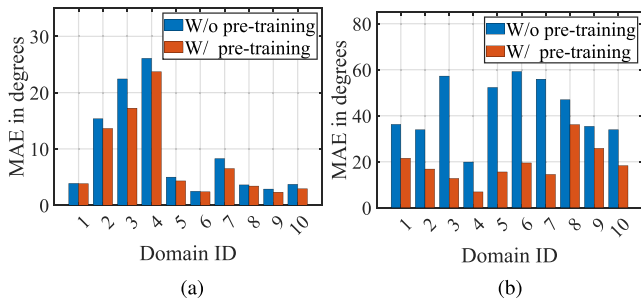 30
20
10
0
MAE in degrees
W/o pre-training
W/ pre-training
1 2 3 4 5 6 7 8 9 10
Domain ID
(a)
80
60
40
20
0
MAE in degrees
W/o pre-training
W/ pre-training
1 2 3 4 5 6 7 8 9 10
Domain ID
(b)